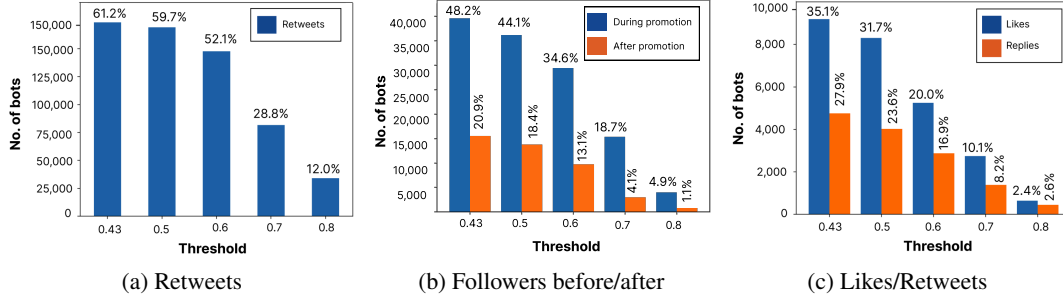 61.2%
59.7%
52.1%
28.8%
12.0%
Retweets
No. of bots
150,000
150,000
125,000
100,000
75,000
50,000
25,000
0
0.43 0.5 0.6 0.7 0.8
Threshold
(a) Retweets
48.2%
44.1%
34.6%
18.7%
4.9%
20.9%
18.4%
13.1%
4.1%
1.1%
During promotion
After promotion
No. of bots
40,000
35,000
30,000
25,000
20,000
15,000
10,000
5,000
0.43 0.5 0.6 0.7 0.8
Threshold
(b) Followers before/after
35.1%
31.7%
20.0%
10.1%
2.4%
27.9%
23.6%
16.9%
8.2%
2.6%
Likes
Replies
No. of bots
10,000
8,000
6,000
4,000
2,000
0
0.43 0.5 0.6 0.7 0.8
Threshold
(c) Likes/Retweets